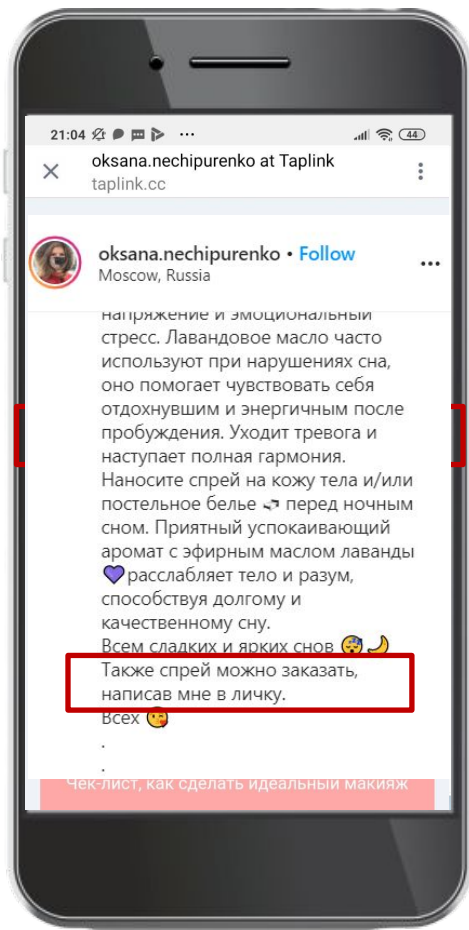 21:04 ... 44
oksana.nechipurenko at Taplink
taplink.cc
oksana.nechipurenko • Follow
Moscow, Russia
напряжение и эмоциональный
стресс. Лавандовое масло часто
используют при нарушениях сна,
оно помогает чувствовать себя
отдохнувшим и энергичным после
пробуждения. Уходит тревога и
наступает полная гармония.
Наносите спрей на кожу тела и/или
постельное белье перед ночным
сном. Приятный успокаивающий
аромат с эфирным маслом лаванды
💜расслабляет тело и разум,
способствуя долгому и
качественному сну.
Всем сладких и ярких снов 😴🌙
Также спрей можно заказать,
написав мне в личку.
Всех 😘
.
.
Чек-лист, как сделать идеальный макияж